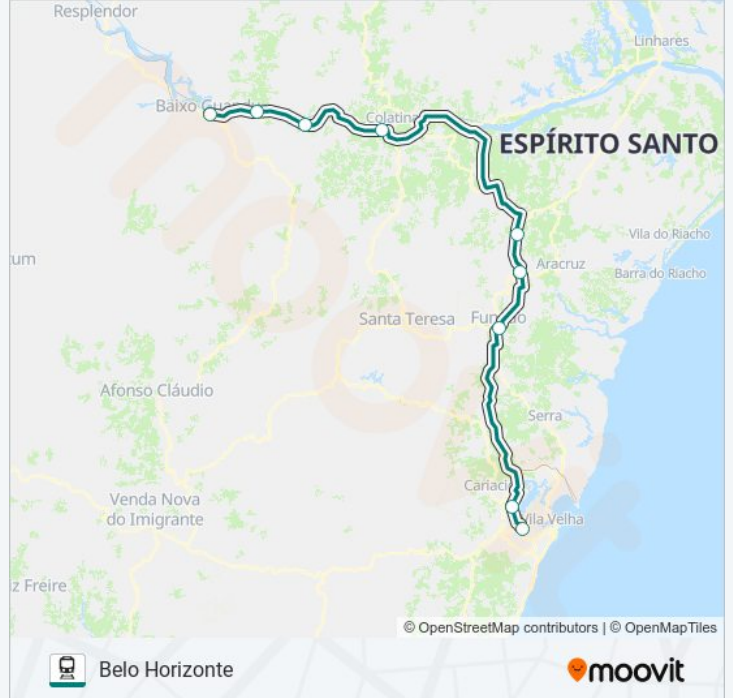 Resplendor
Linhares
Baixo Guandu
Colatina
ESPÍRITO SANTO
Vila do Riacho
um
Aracruz
Barra do Riacho
Santa Teresa
Fundão
Afonso Cláudio
Serra
Cariacica
Venda Nova
do Imigrante
Vila Velha
z Freire
© OpenStreetMap contributors | © OpenMapTiles
Belo Horizonte
moovit